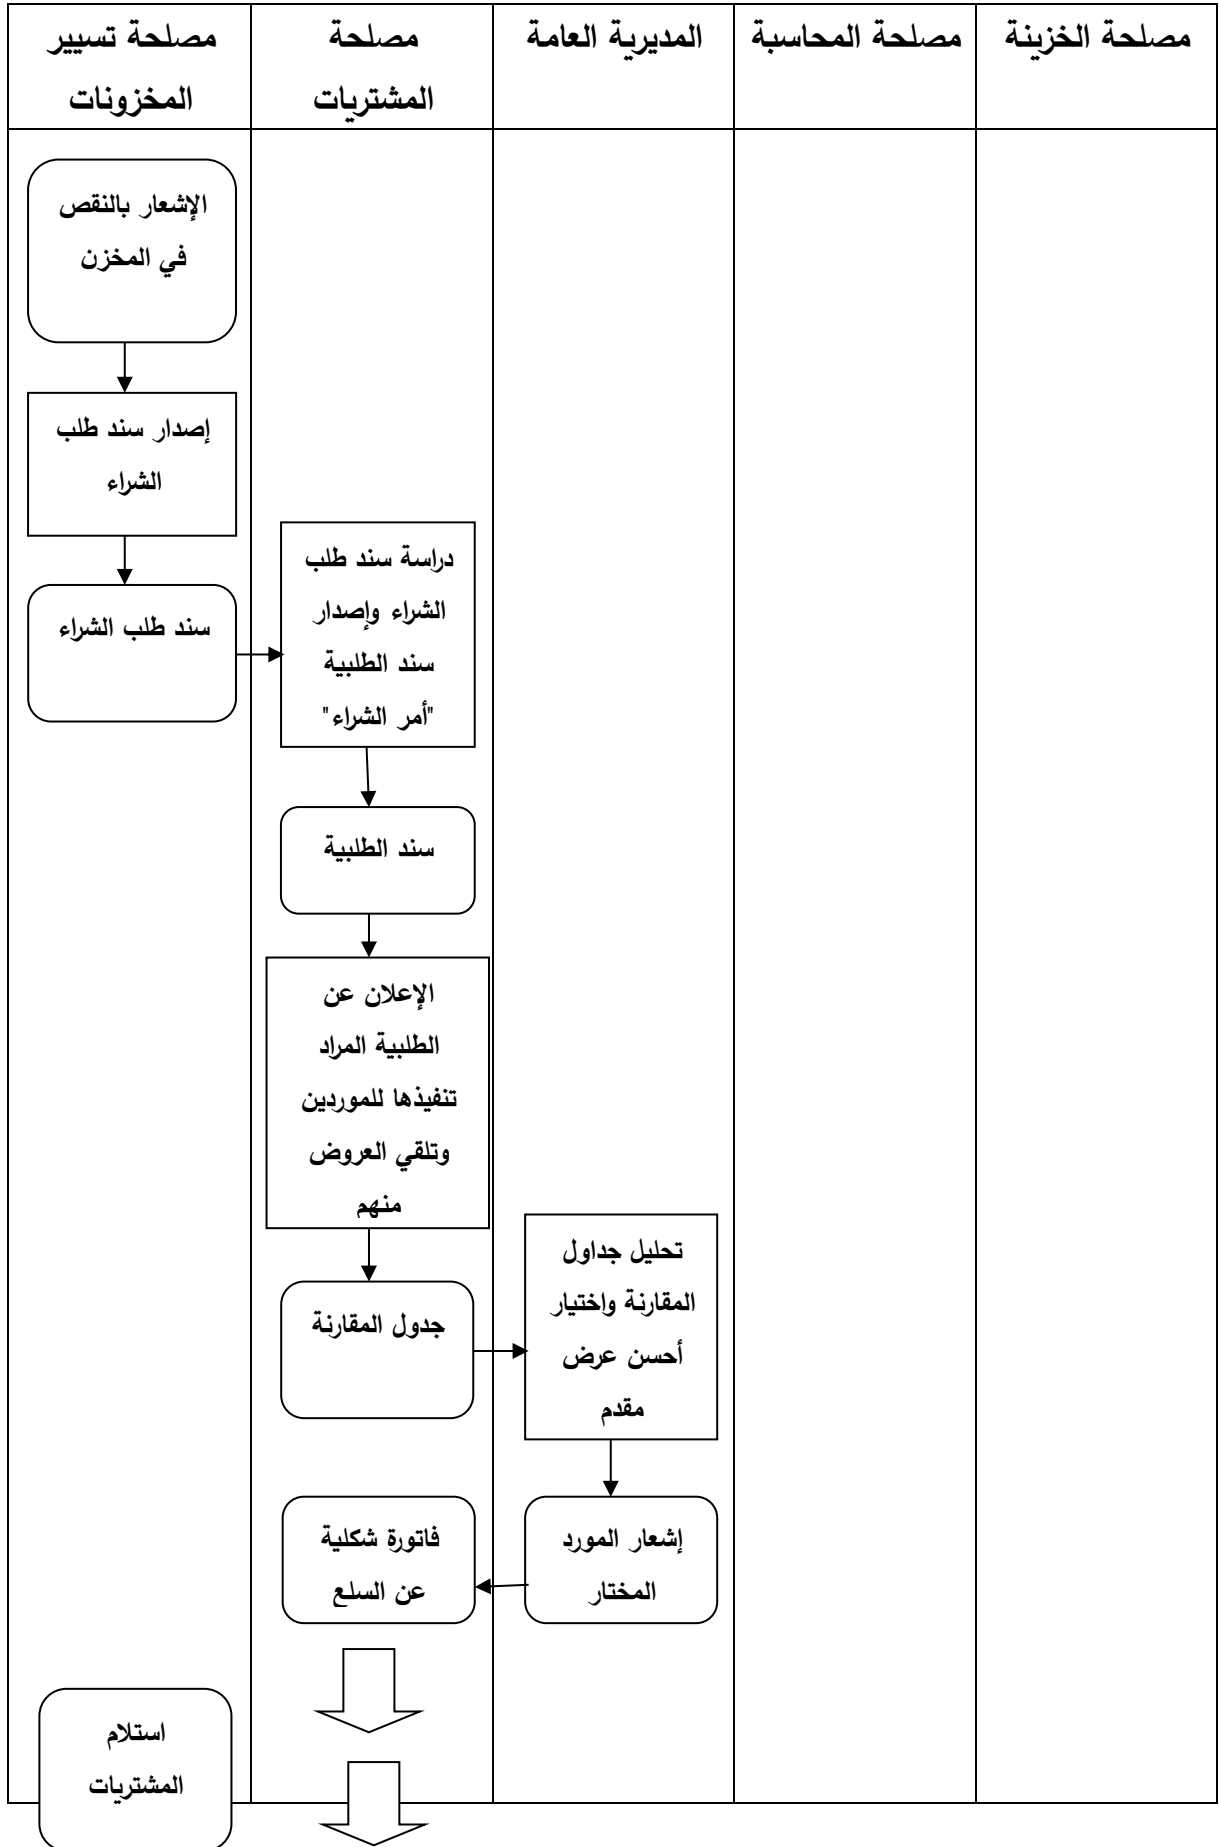 مصلحة الخزينة
مصلحة المحاسبة
المديرية العامة
مصلحة
المشتريات
مصلحة تسيير
المخزونات
الإشعار بالنقص
في المخزن
إصدار سند طلب
الشراء
سند طلب الشراء
دراسة سند طلب
الشراء وإصدار
سند الطلبية
"أمر الشراء"
سند الطلبية
الإعلان عن
الطلبية المراد
تنفيذها للموردين
وتلقي العروض
منهم
جدول المقارنة
تحليل جداول
المقارنة واختيار
أحسن عرض
مقدم
إشعار المورد
المختار
فاتورة شكلية
عن السلع
استلام
المشتريات